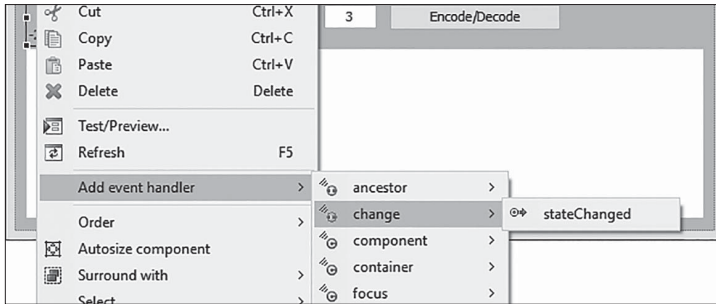 Cut Ctrl+X
3 Encode/Decode
Copy Ctrl+C
Paste Ctrl+V
Delete Delete
Test/Preview...
Refresh F5
Add event handler
ancestor
change
stateChanged
Order
component
Autosize component
container
Surround with
focus
Select